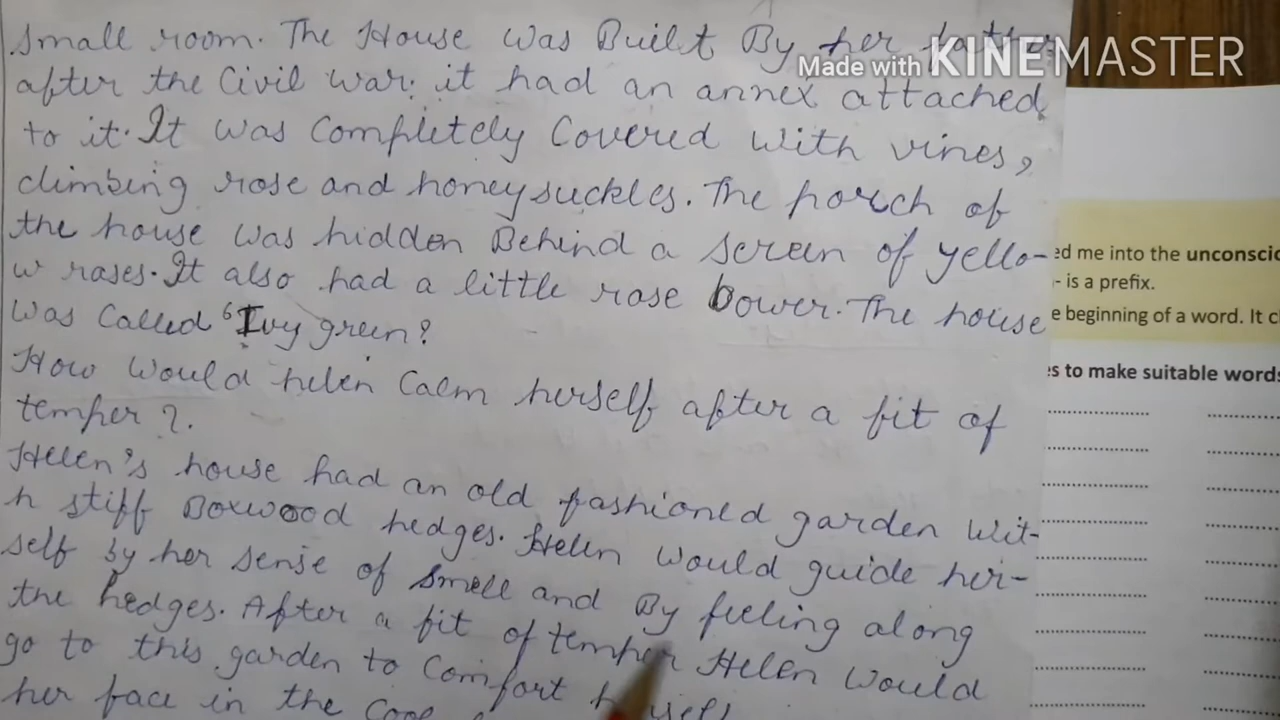 Small room. The House was Built By her father
after the Civil war. it had an annex attached
to it. It was Completely Covered with vines,
climbing rose and honeysuckles. The porch of
the house was hidden Behind a screen of yello-
w rases. It also had a little rose bower. The house
was Called 'Ivy green?
How would helen Calm herself after a fit of
temper?
Helen's house had an old fashioned garden wit-
h stiff Boxwood hedges. Helen would guide her-
self by her sense of smell and By feeling along
the hedges. After a fit of temper Helen would
go to this garden to Comfort herself
her face in the Cool
Made with KINEMASTER
ed me into the
- is a prefix.
e beginning of a word. It
es to make suitable words